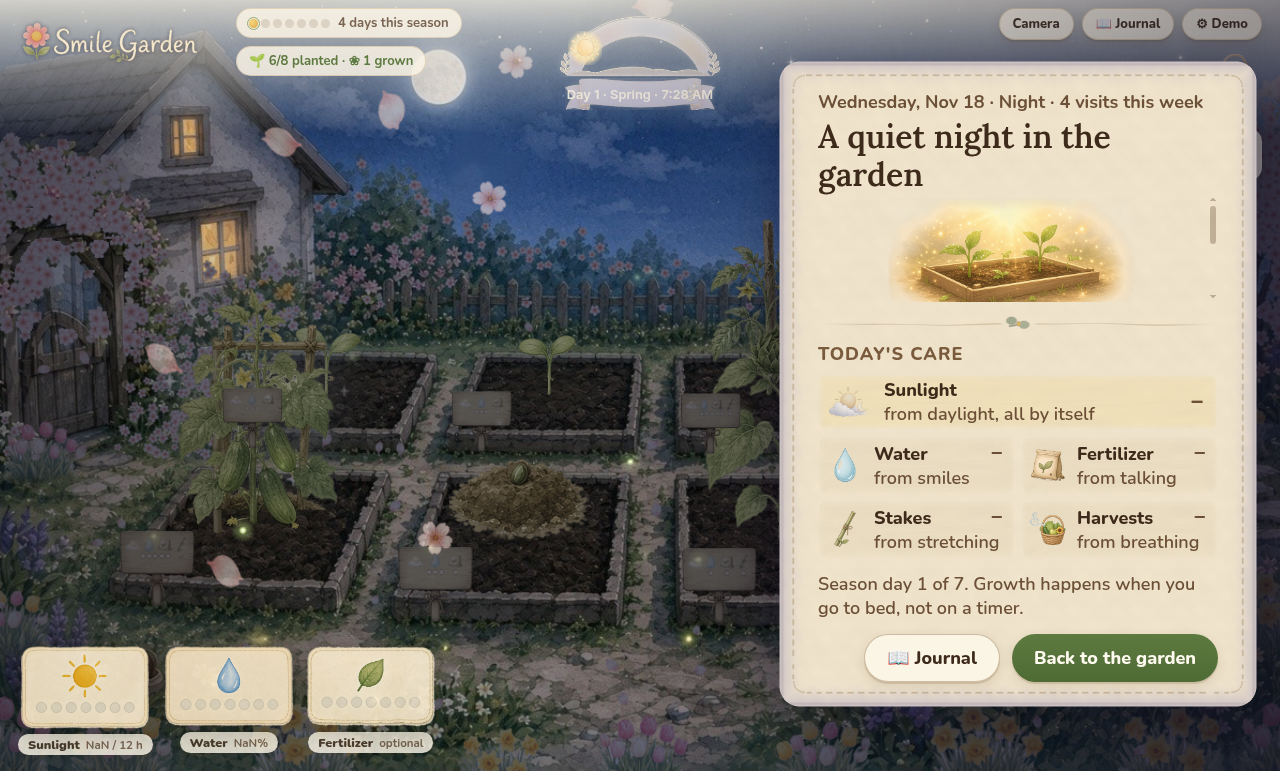 Smile Garden
4 days this season
6/8 planted · 1 grown
Day 1 · Spring · 7:28 AM
Camera
Journal
Demo
Wednesday, Nov 18 · Night · 4 visits this week
A quiet night in the
garden
TODAY'S CARE
Sunlight –
from daylight, all by itself
Water –
from smiles
Fertilizer –
from talking
Stakes –
from stretching
Harvests –
from breathing
Season day 1 of 7. Growth happens when you
go to bed, not on a timer.
Journal
Back to the garden
Sunlight NaN / 12 h
Water NaN%
Fertilizer optional